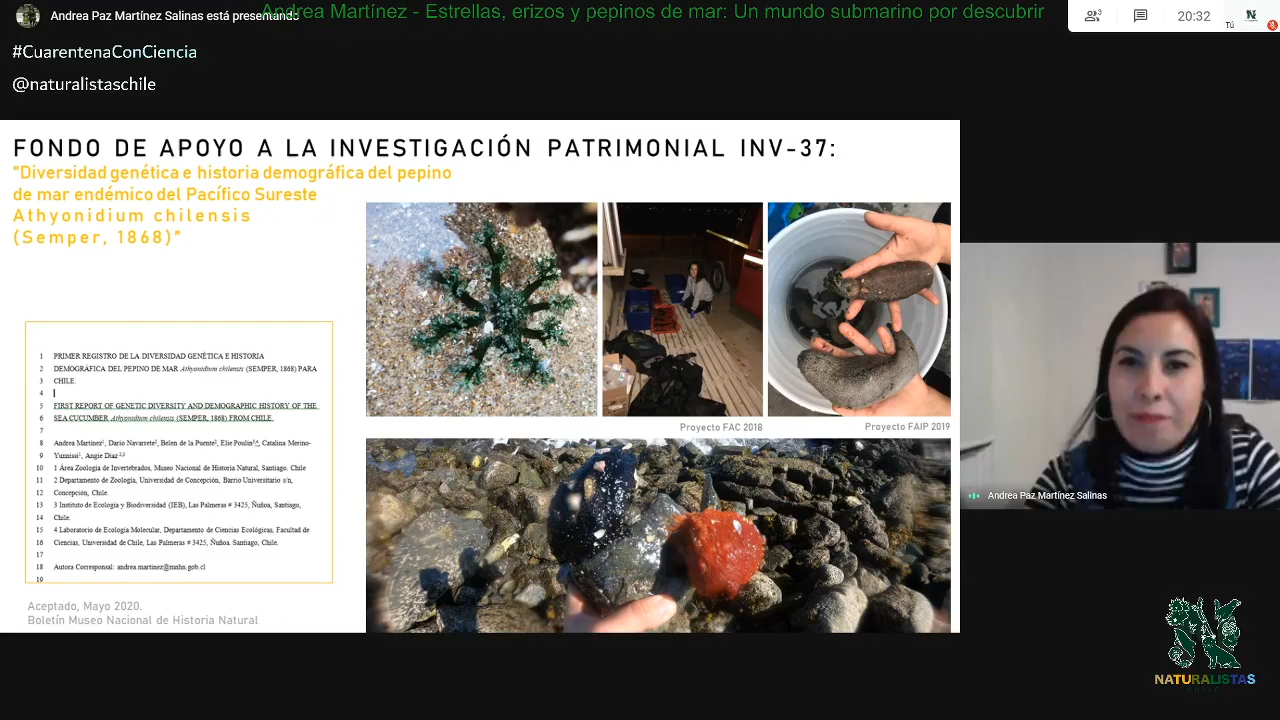 Andrea Paz Martínez Salinas está presentando
Andrea Martínez - Estrellas, erizos y pepinos de mar: Un mundo submarino por descubrir
3
20:32
Tú
#CuarentenaConCiencia
@naturalistaschile
FONDO DE APOYO A LA INVESTIGACIÓN PATRIMONIAL INV-37:
"Diversidad genética e historia demográfica del pepino
de mar endémico del Pacífico Sureste
Athyonidium chilensis
(Semper, 1868)"
1 PRIMER REGISTRO DE LA DIVERSIDAD GENÉTICA E HISTORIA
2 DEMOGRÁFICA DEL PEPINO DE MAR Athyonidium chilensis (SEMPER, 1868) PARA
3 CHILE.
4
5 FIRST REPORT OF GENETIC DIVERSITY AND DEMOGRAPHIC HISTORY OF THE
6 SEA CUCUMBER Athyonidium chilensis (SEMPER, 1868) FROM CHILE.
7
8 Andrea Martínez1, Dario Navarrete2, Belen de la Puente2, Elie Poulin3,4, Catalina Merino-
9 Yunnissi1, Angie Díaz 2,3
10 1 Área Zoología de Invertebrados, Museo Nacional de Historia Natural, Santiago. Chile
11 2 Departamento de Zoología, Universidad de Concepción, Barrio Universitario s/n,
12 Concepción, Chile.
13 3 Instituto de Ecología y Biodiversidad (IEB), Las Palmeras # 3425, Ñuñoa, Santiago,
14 Chile.
15 4 Laboratorio de Ecología Molecular, Departamento de Ciencias Ecológicas, Facultad de
16 Ciencias, Universidad de Chile, Las Palmeras # 3425, Ñuñoa. Santiago, Chile.
17
18 Autora Corresponsal: andrea.martinez@mnhn.gob.cl
19
Aceptado, Mayo 2020.
Boletín Museo Nacional de Historia Natural
Proyecto FAC 2018
Proyecto FAIP 2019
Andrea Paz Martínez Salinas
NATURALISTAS
CHILE